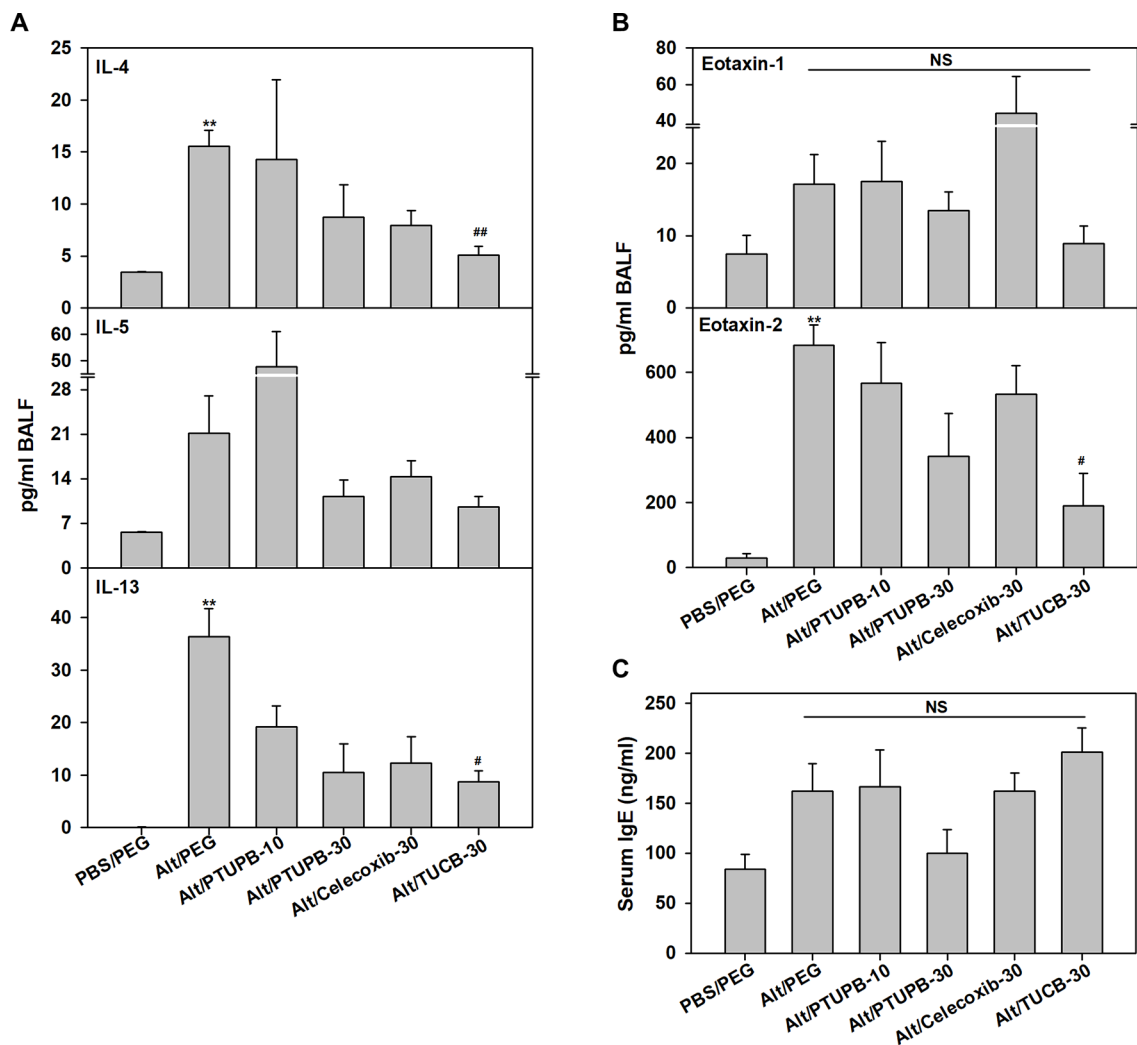 A
25
IL-4
20
**
15
10
##
5
0
IL-5
60
50
28
21
14
7
0
pg/ml BALF
IL-13
**
40
30
20
#
10
0
PBS/PEG
Alt/PEG
Alt/PTUPB-10
Alt/PTUPB-30
Alt/Celecoxib-30
Alt/TUCB-30
B
80
Eotaxin-1
NS
60
40
20
10
0
pg/ml BALF
Eotaxin-2
**
600
400
#
200
0
PBS/PEG
Alt/PEG
Alt/PTUPB-10
Alt/PTUPB-30
Alt/Celecoxib-30
Alt/TUCB-30
C
250
NS
200
150
100
50
0
Serum IgE (ng/ml)
PBS/PEG
Alt/PEG
Alt/PTUPB-10
Alt/PTUPB-30
Alt/Celecoxib-30
Alt/TUCB-30